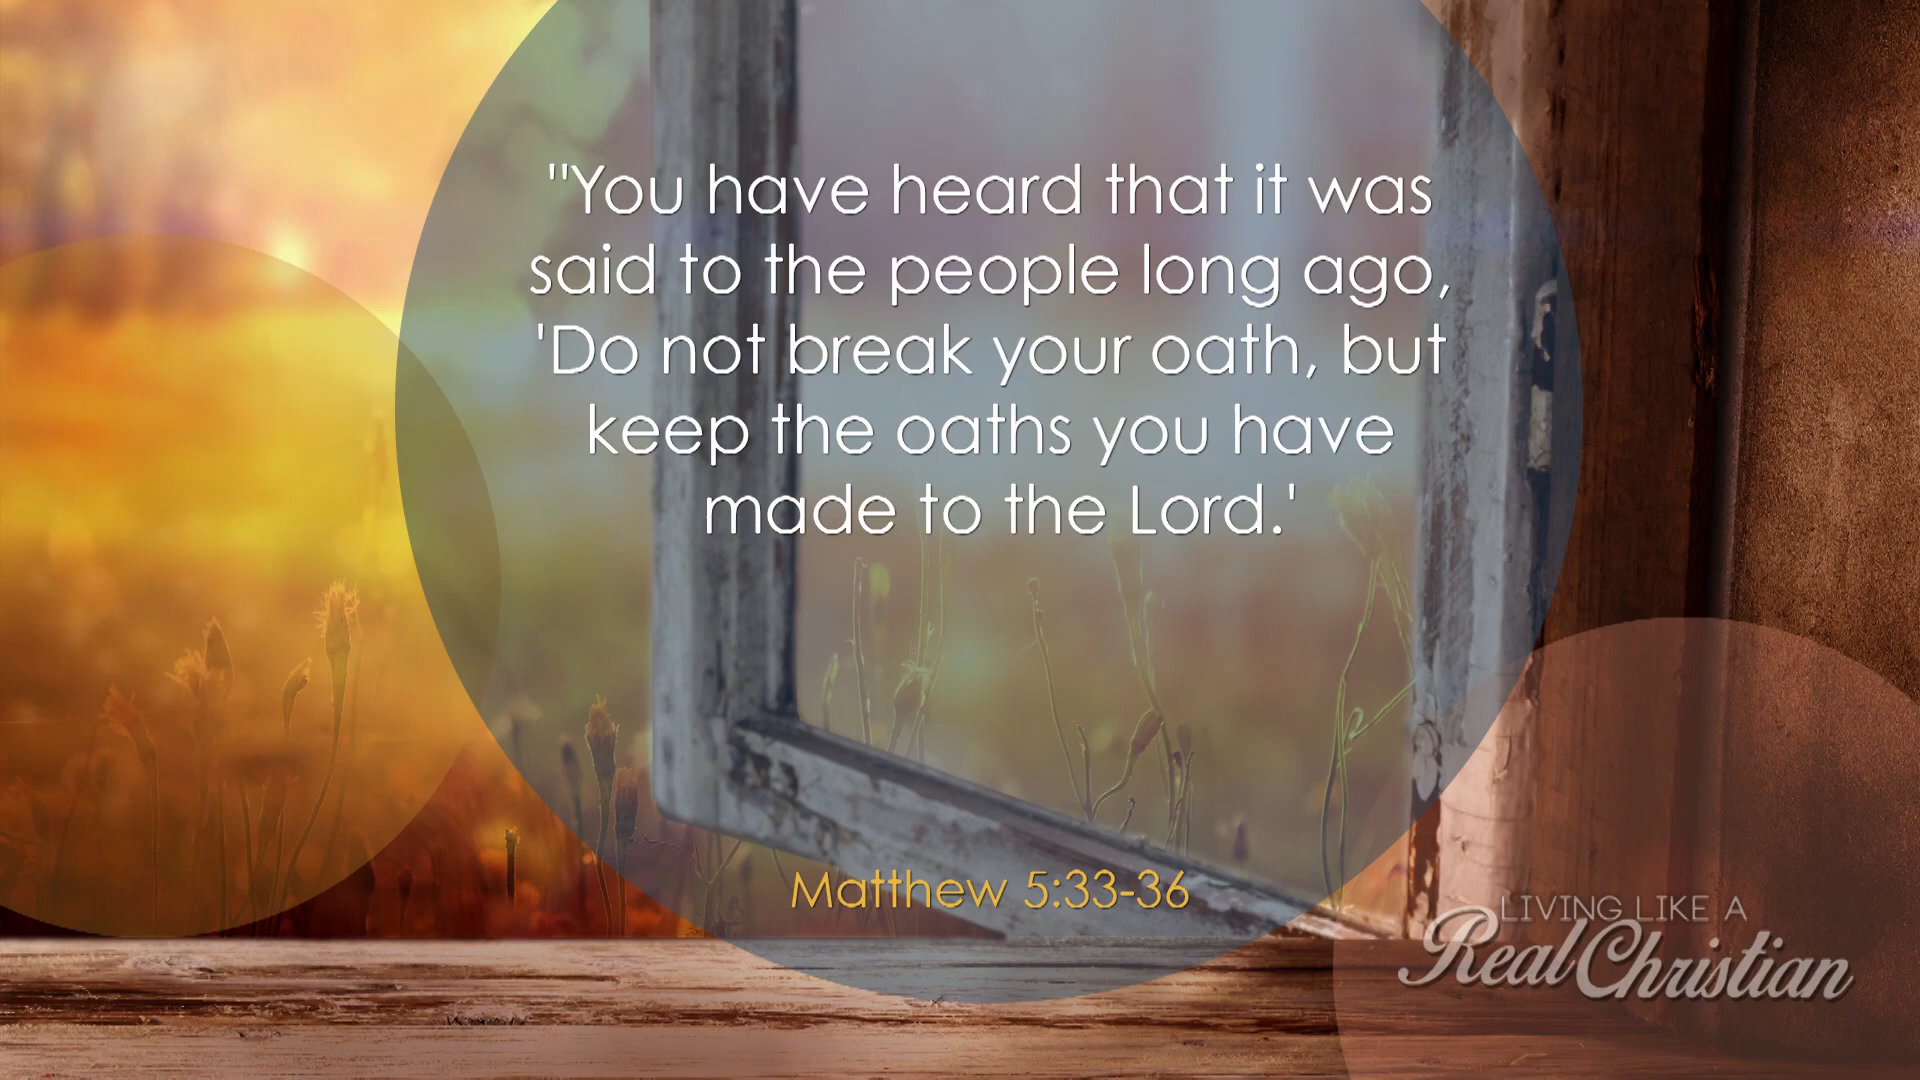 "You have heard that it was
said to the people long ago,
'Do not break your oath, but
keep the oaths you have
made to the Lord.'
Matthew 5:33-36
LIVING LIKE A
Real Christian